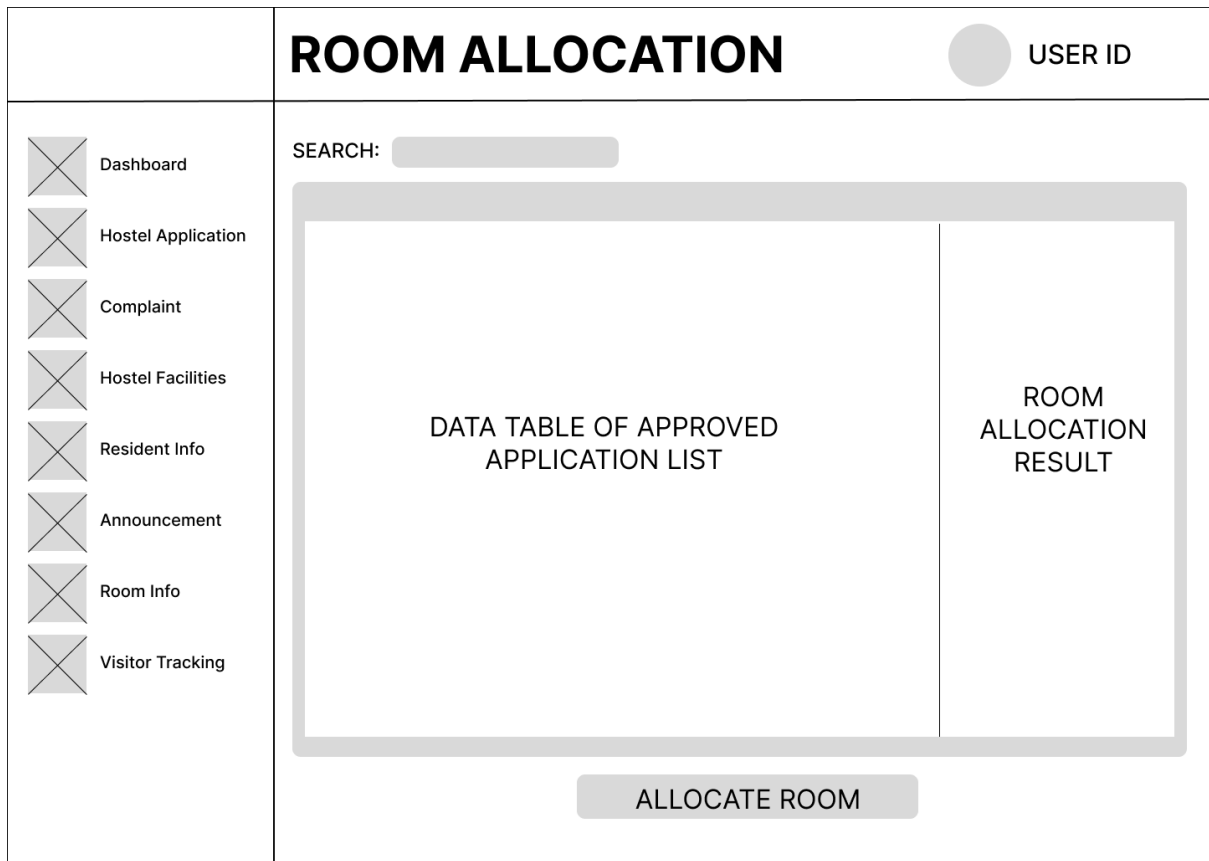 ROOM ALLOCATION
USER ID
Dashboard
Hostel Application
Complaint
Hostel Facilities
Resident Info
Announcement
Room Info
Visitor Tracking
SEARCH:
DATA TABLE OF APPROVED
APPLICATION LIST
ROOM
ALLOCATION
RESULT
ALLOCATE ROOM